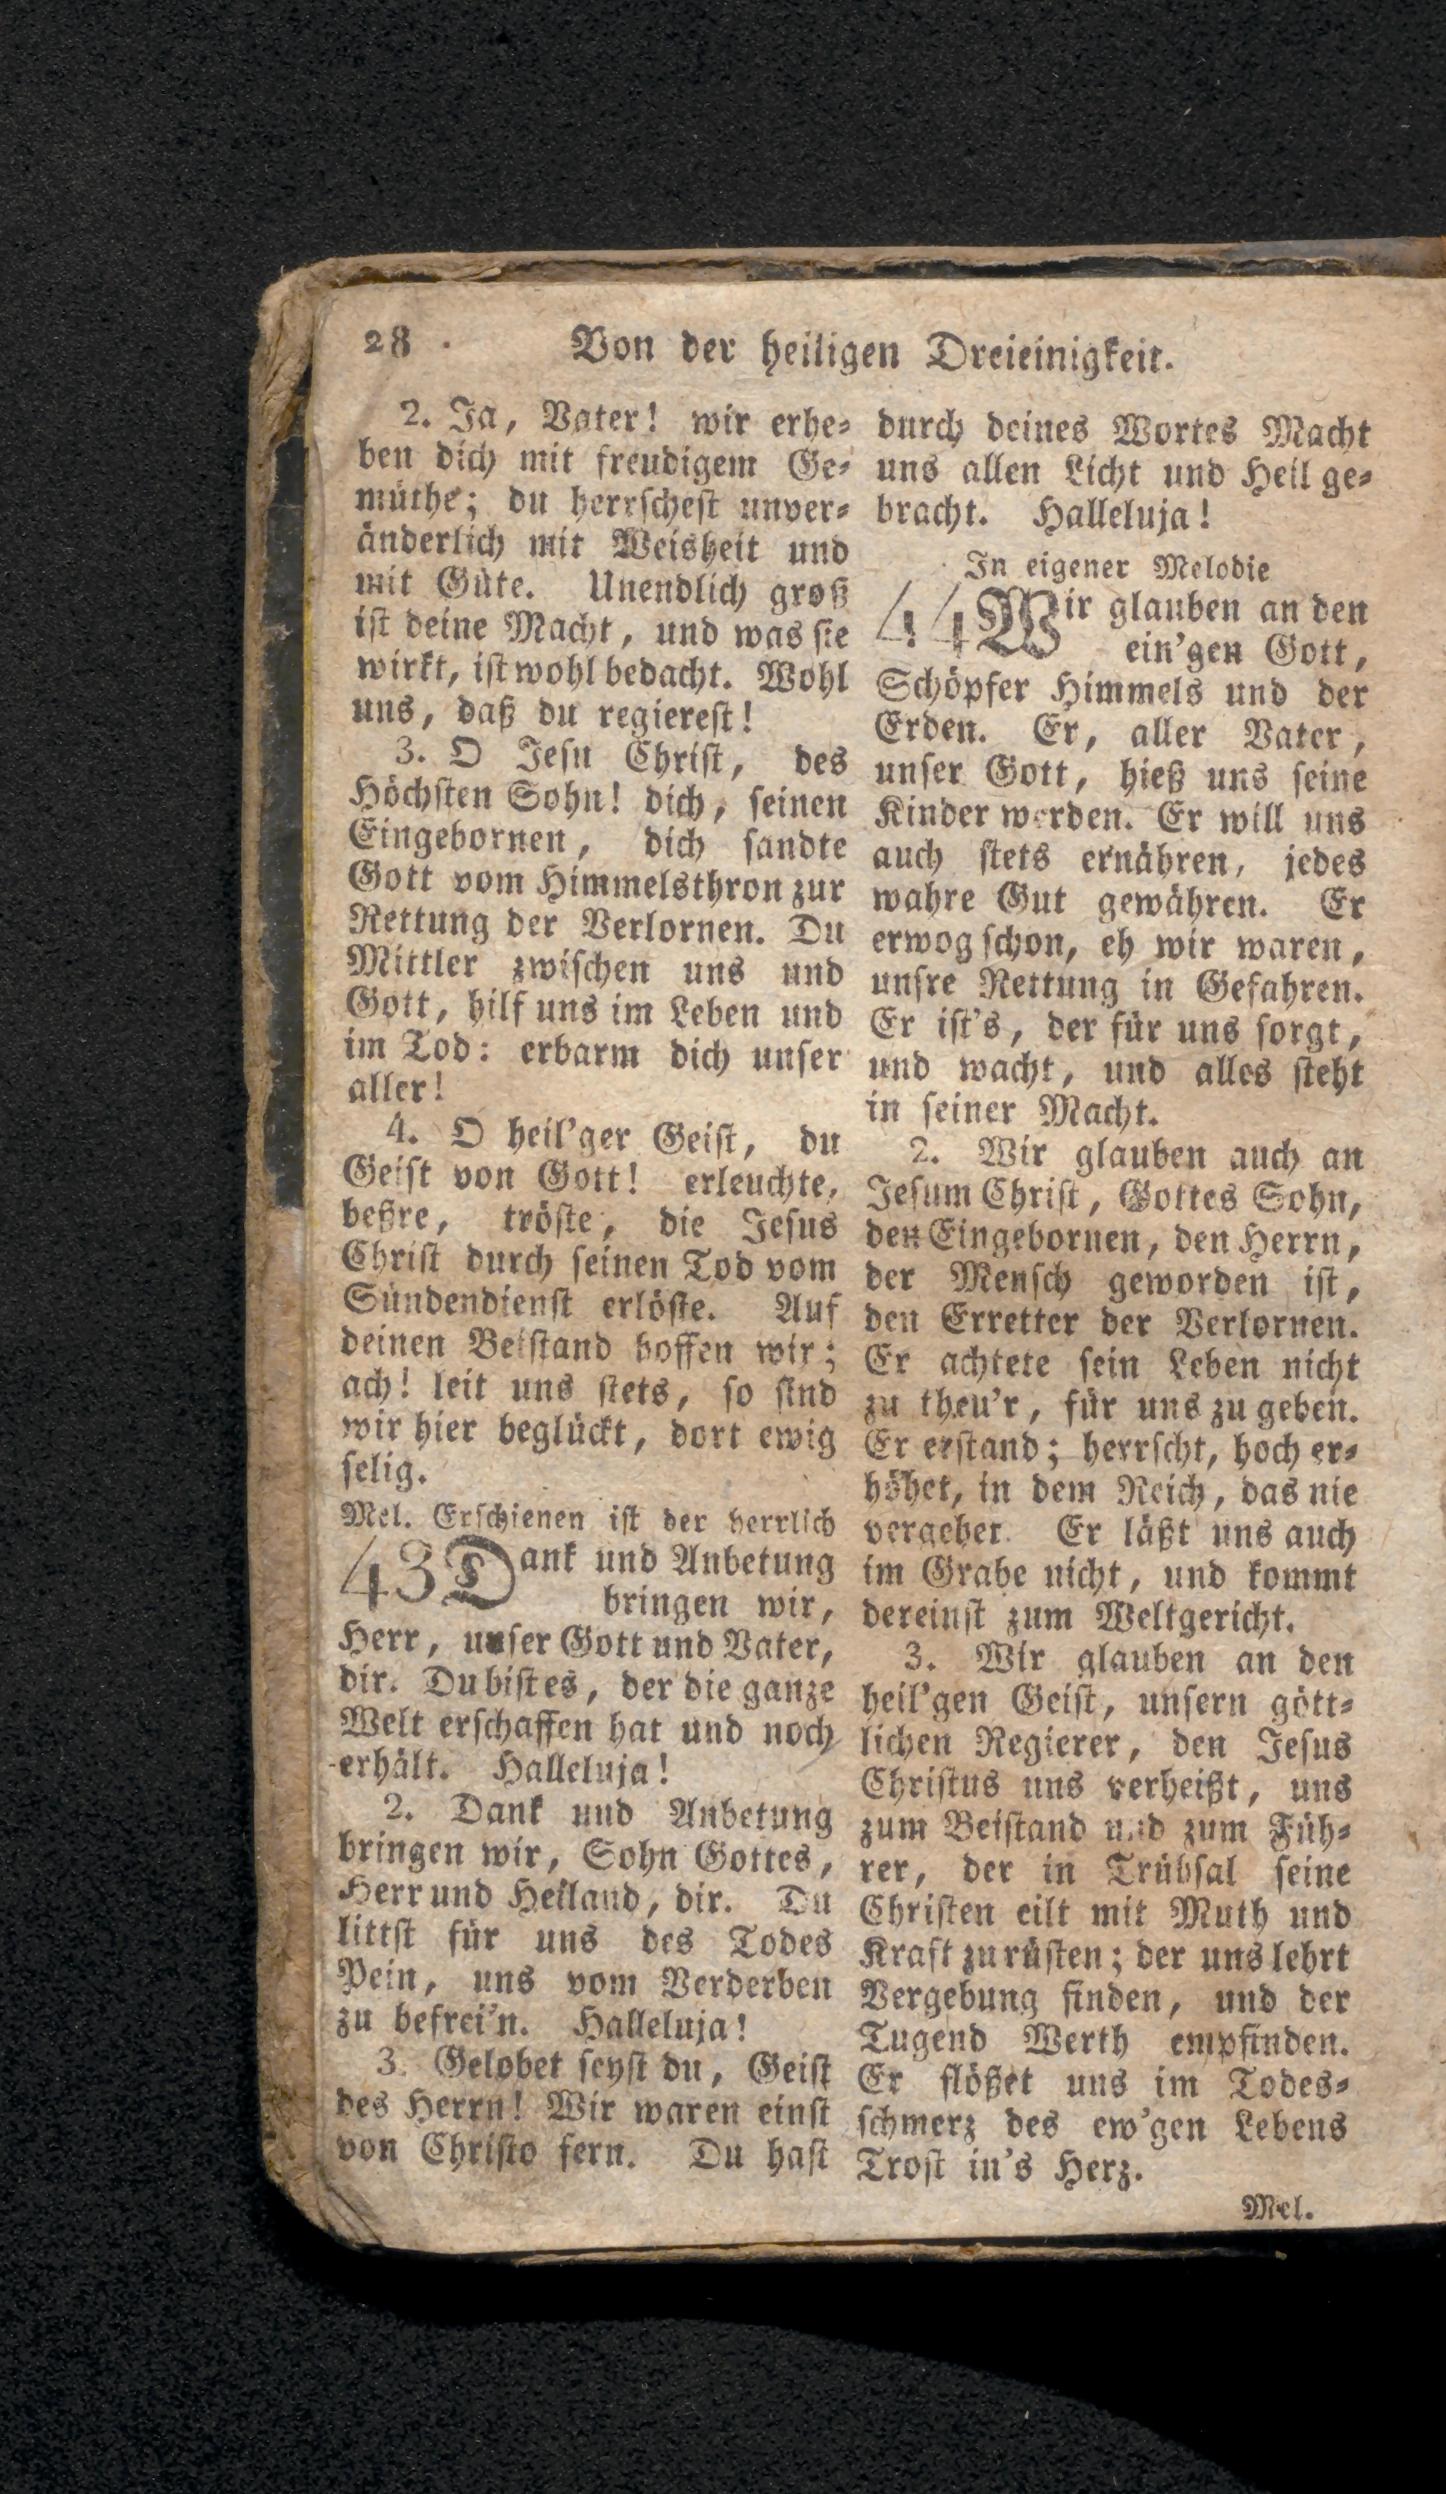 28 Von der heiligen Dreieinigkeit.
2. Ja, Vater! wir erhe-
ben dich mit freudigem Ge-
müthe; du herrschest unver-
änderlich mit Weisheit und
mit Güte. Unendlich groß
ist deine Macht, und was sie
wirkt, ist wohl bedacht. Wohl
uns, daß du regierest!
3. O Jesu Christ, des
Höchsten Sohn! dich, seinen
Eingebornen, dich sandte
Gott vom Himmelsthron zur
Rettung der Verlornen. Du
Mittler zwischen uns und
Gott, hilf uns im Leben und
im Tod: erbarm dich unser
aller!
4. O heil'ger Geist, du
Geist von Gott! erleuchte,
beßre, tröste, die Jesus
Christ durch seinen Tod vom
Sündendienst erlöste. Auf
deinen Beistand hoffen wir;
ach! leit uns stets, so sind
wir hier beglückt, dort ewig
selig.
Mel. Erschienen ist der herrlich
43 Dank und Anbetung
bringen wir,
Herr, unser Gott und Vater,
dir. Du bist es, der die ganze
Welt erschaffen hat und noch
erhält. Halleluja!
2. Dank und Anbetung
bringen wir, Sohn Gottes,
Herr und Heiland, dir. Du
littst für uns des Todes
Pein, uns vom Verderben
zu befrei'n. Halleluja!
3. Gelobet seyst du, Geist
des Herrn! Wir waren einst
von Christo fern. Du hast
durch deines Wortes Macht
uns allen Licht und Heil ge-
bracht. Halleluja!
In eigener Melodie
44 Wir glauben an den
ein'gen Gott,
Schöpfer Himmels und der
Erden. Er, aller Vater,
unser Gott, hieß uns seine
Kinder werden. Er will uns
auch stets ernähren, jedes
wahre Gut gewähren. Er
erwog schon, eh wir waren,
unsre Rettung in Gefahren.
Er ist's, der für uns sorgt,
und wacht, und alles steht
in seiner Macht.
2. Wir glauben auch an
Jesum Christ, Gottes Sohn,
den Eingebornen, den Herrn,
der Mensch geworden ist,
den Erretter der Verlornen.
Er achtete sein Leben nicht
zu theu'r, für uns zu geben.
Er erstand; herrscht, hoch er-
höhet, in dem Reich, das nie
vergehet. Er läßt uns auch
im Grabe nicht, und kommt
dereinst zum Weltgericht.
3. Wir glauben an den
heil'gen Geist, unsern gött-
lichen Regierer, den Jesus
Christus uns verheißt, uns
zum Beistand und zum Füh-
rer, der in Trübsal seine
Christen eilt mit Muth und
Kraft zu rüsten; der uns lehrt
Vergebung finden, und der
Tugend Werth empfinden.
Er flößet uns im Todes-
schmerz des ew'gen Lebens
Trost in's Herz.
Mel.